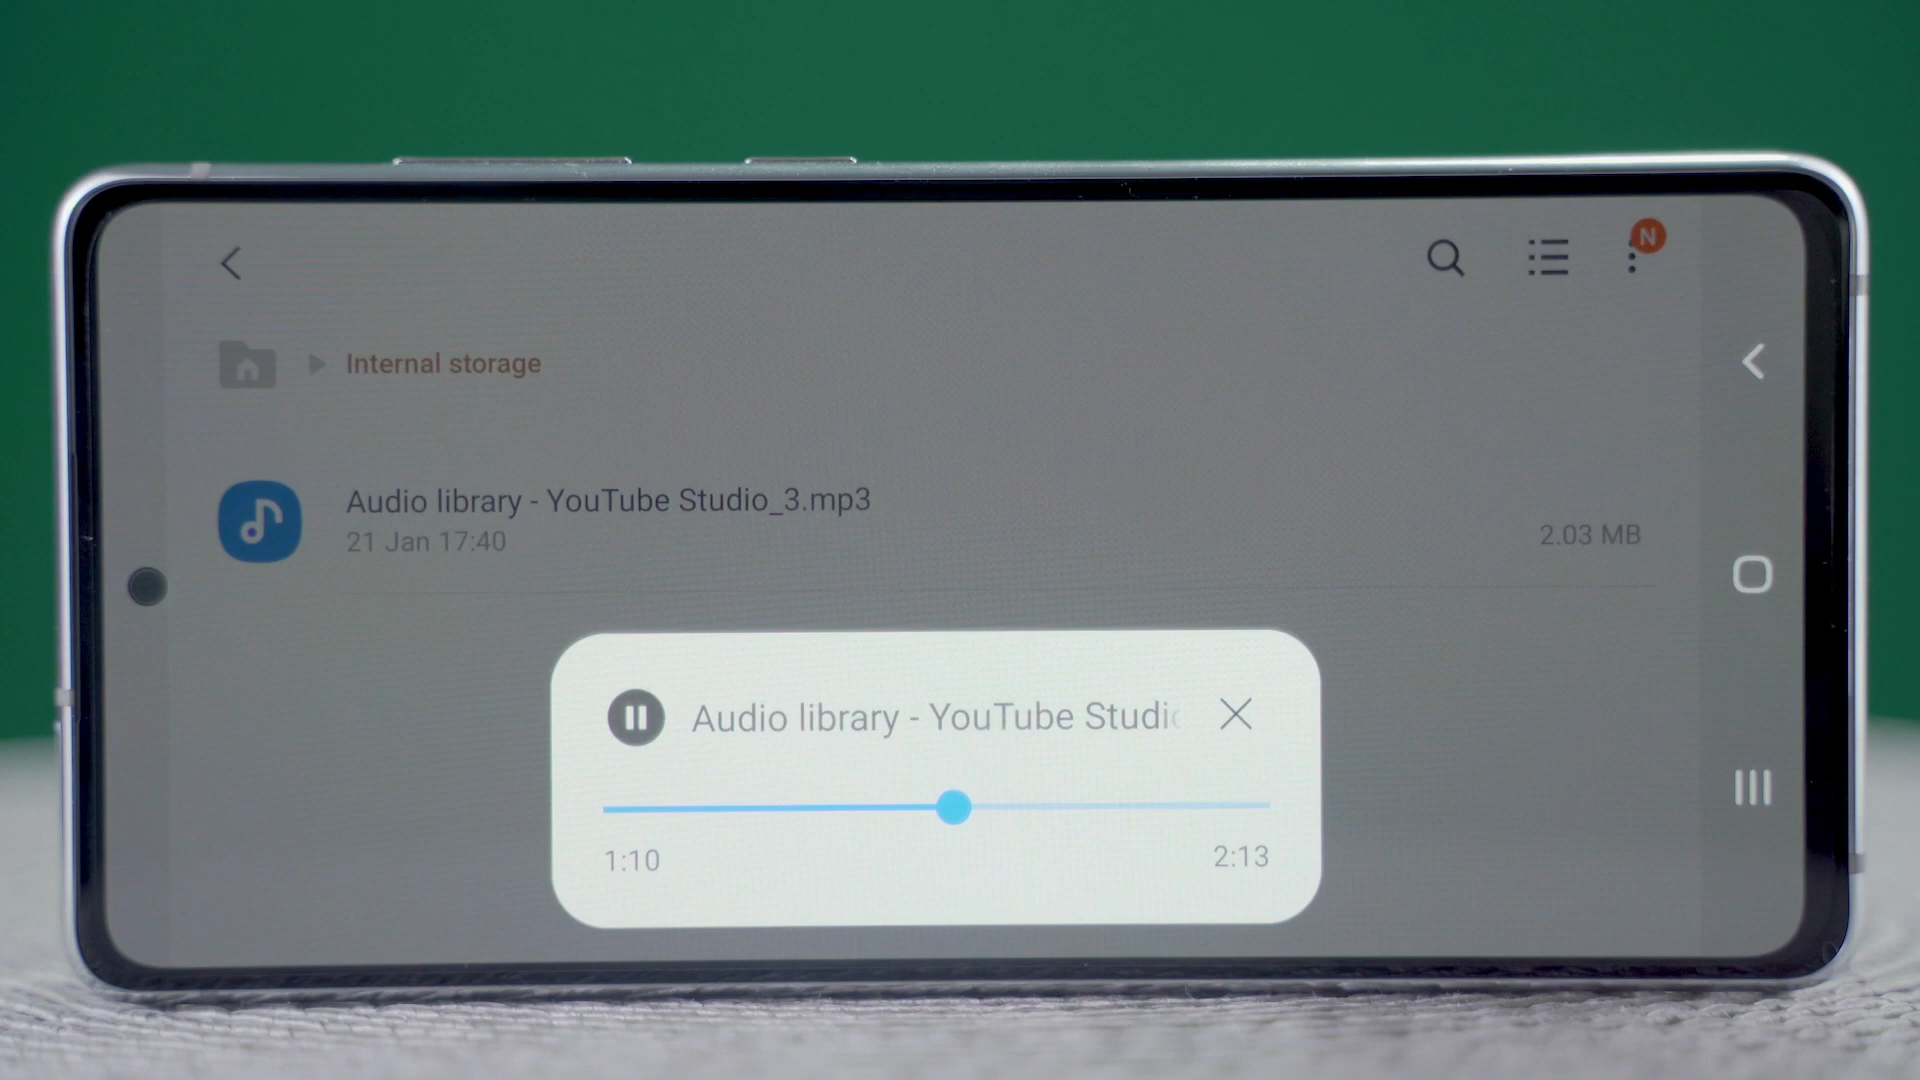 N
Internal storage
Audio library - YouTube Studio_3.mp3
21 Jan 17:40
2.03 MB
Audio library - YouTube Studi
1:10
2:13